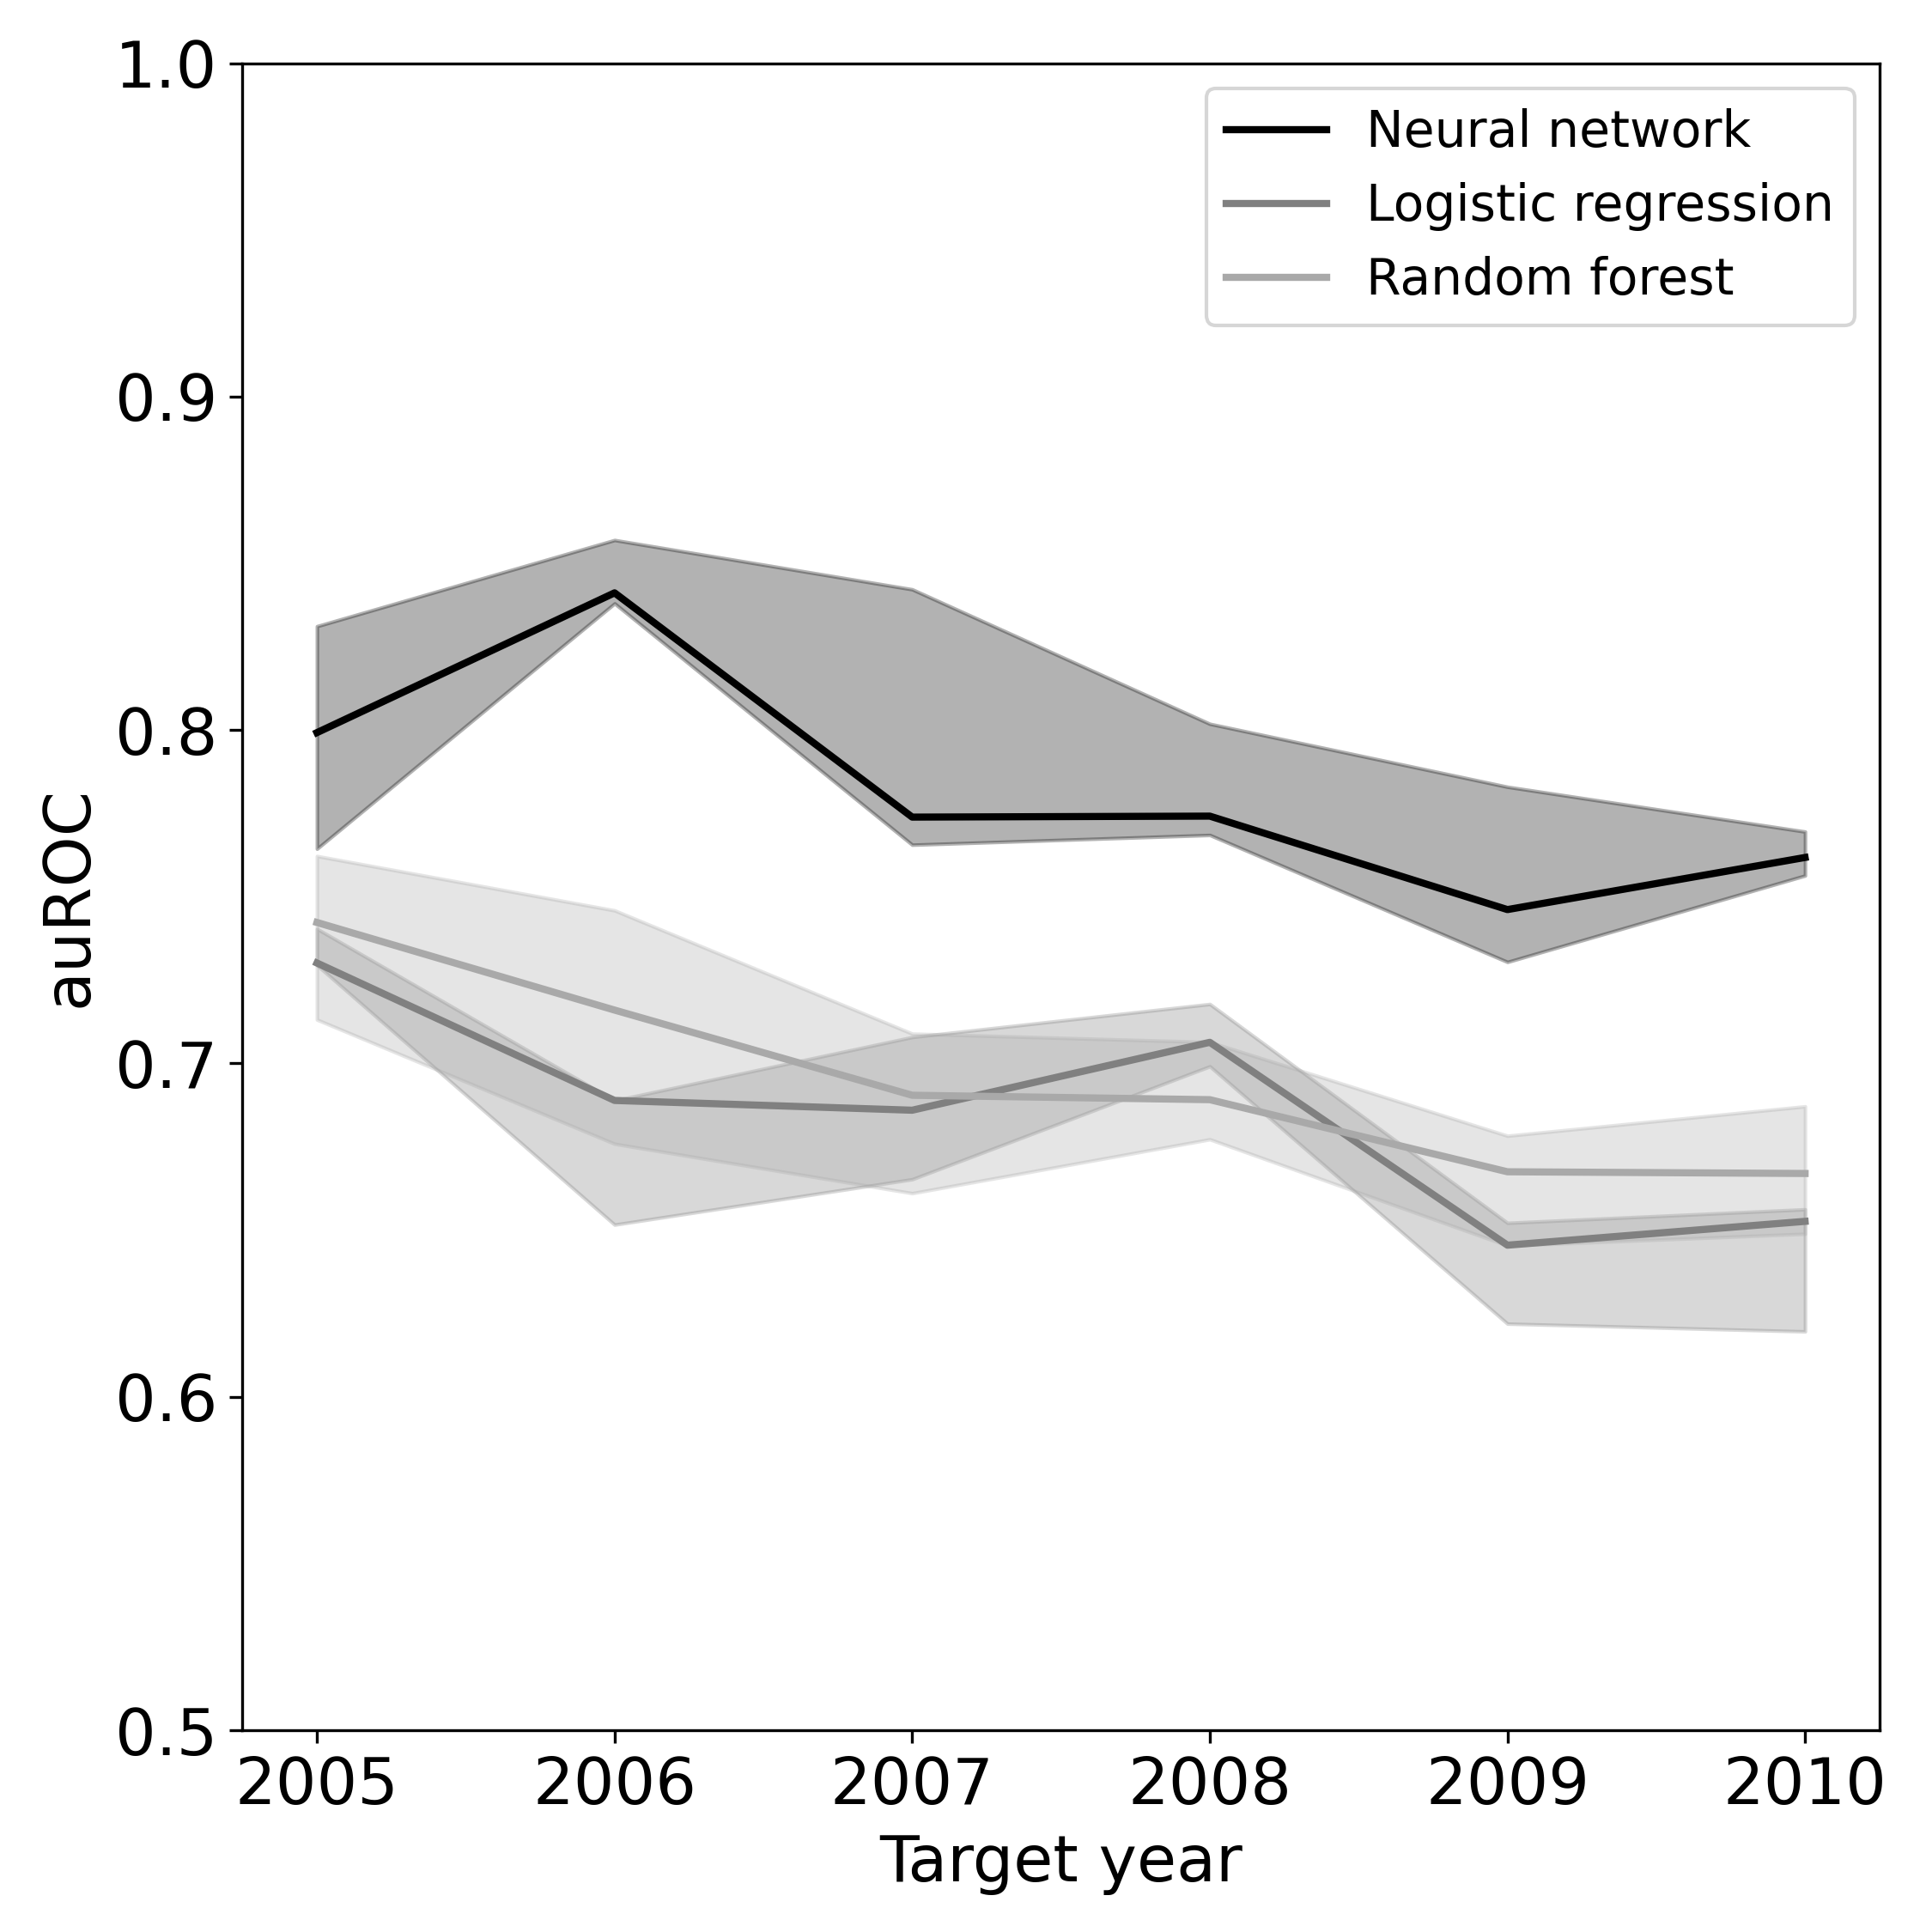 1.0
0.9
0.8
0.7
0.6
0.5
auROC
Neural network
Logistic regression
Random forest
2005 2006 2007 2008 2009 2010
Target year